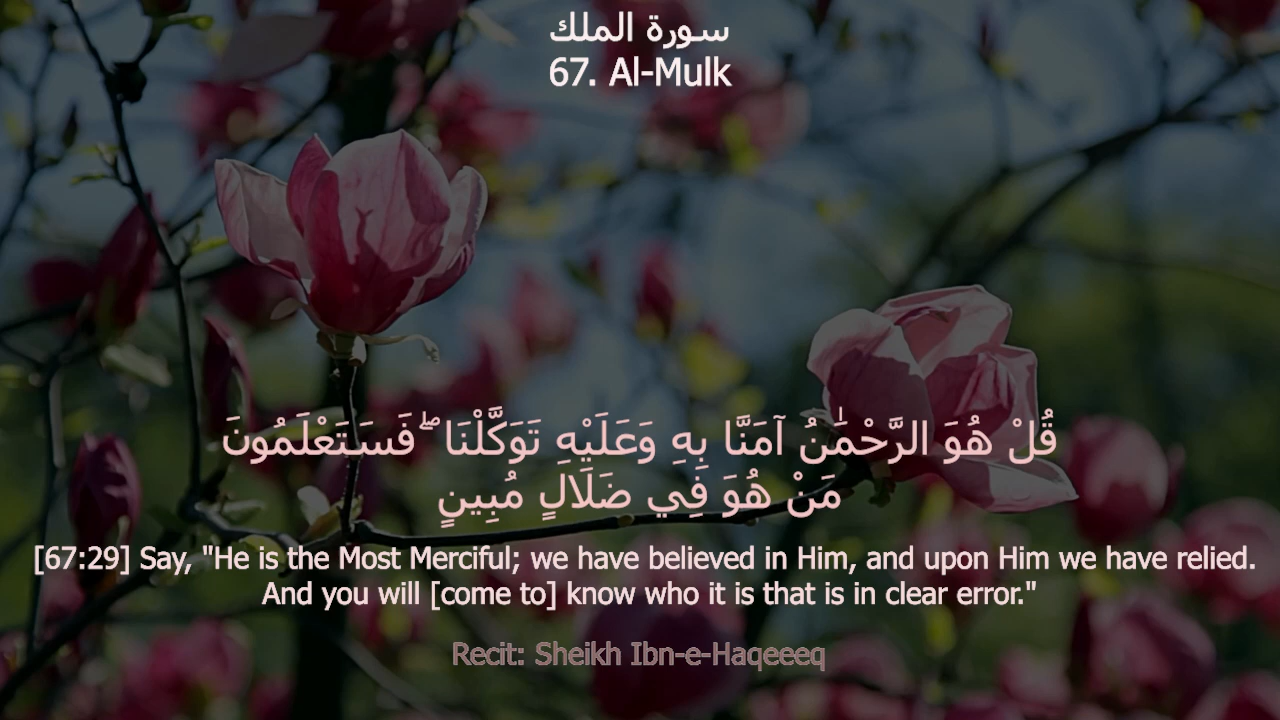 سورة الملك
67. Al-Mulk
قُلْ هُوَ الرَّحْمَٰنُ آمَنَّا بِهِ وَعَلَيْهِ تَوَكَّلْنَا ۖ فَسَتَعْلَمُونَ
مَنْ هُوَ فِي ضَلَالٍ مُبِينٍ
[67:29] Say, "He is the Most Merciful; we have believed in Him, and upon Him we have relied.
And you will [come to] know who it is that is in clear error."
Recit: Sheikh Ibn-e-Haqeeeq